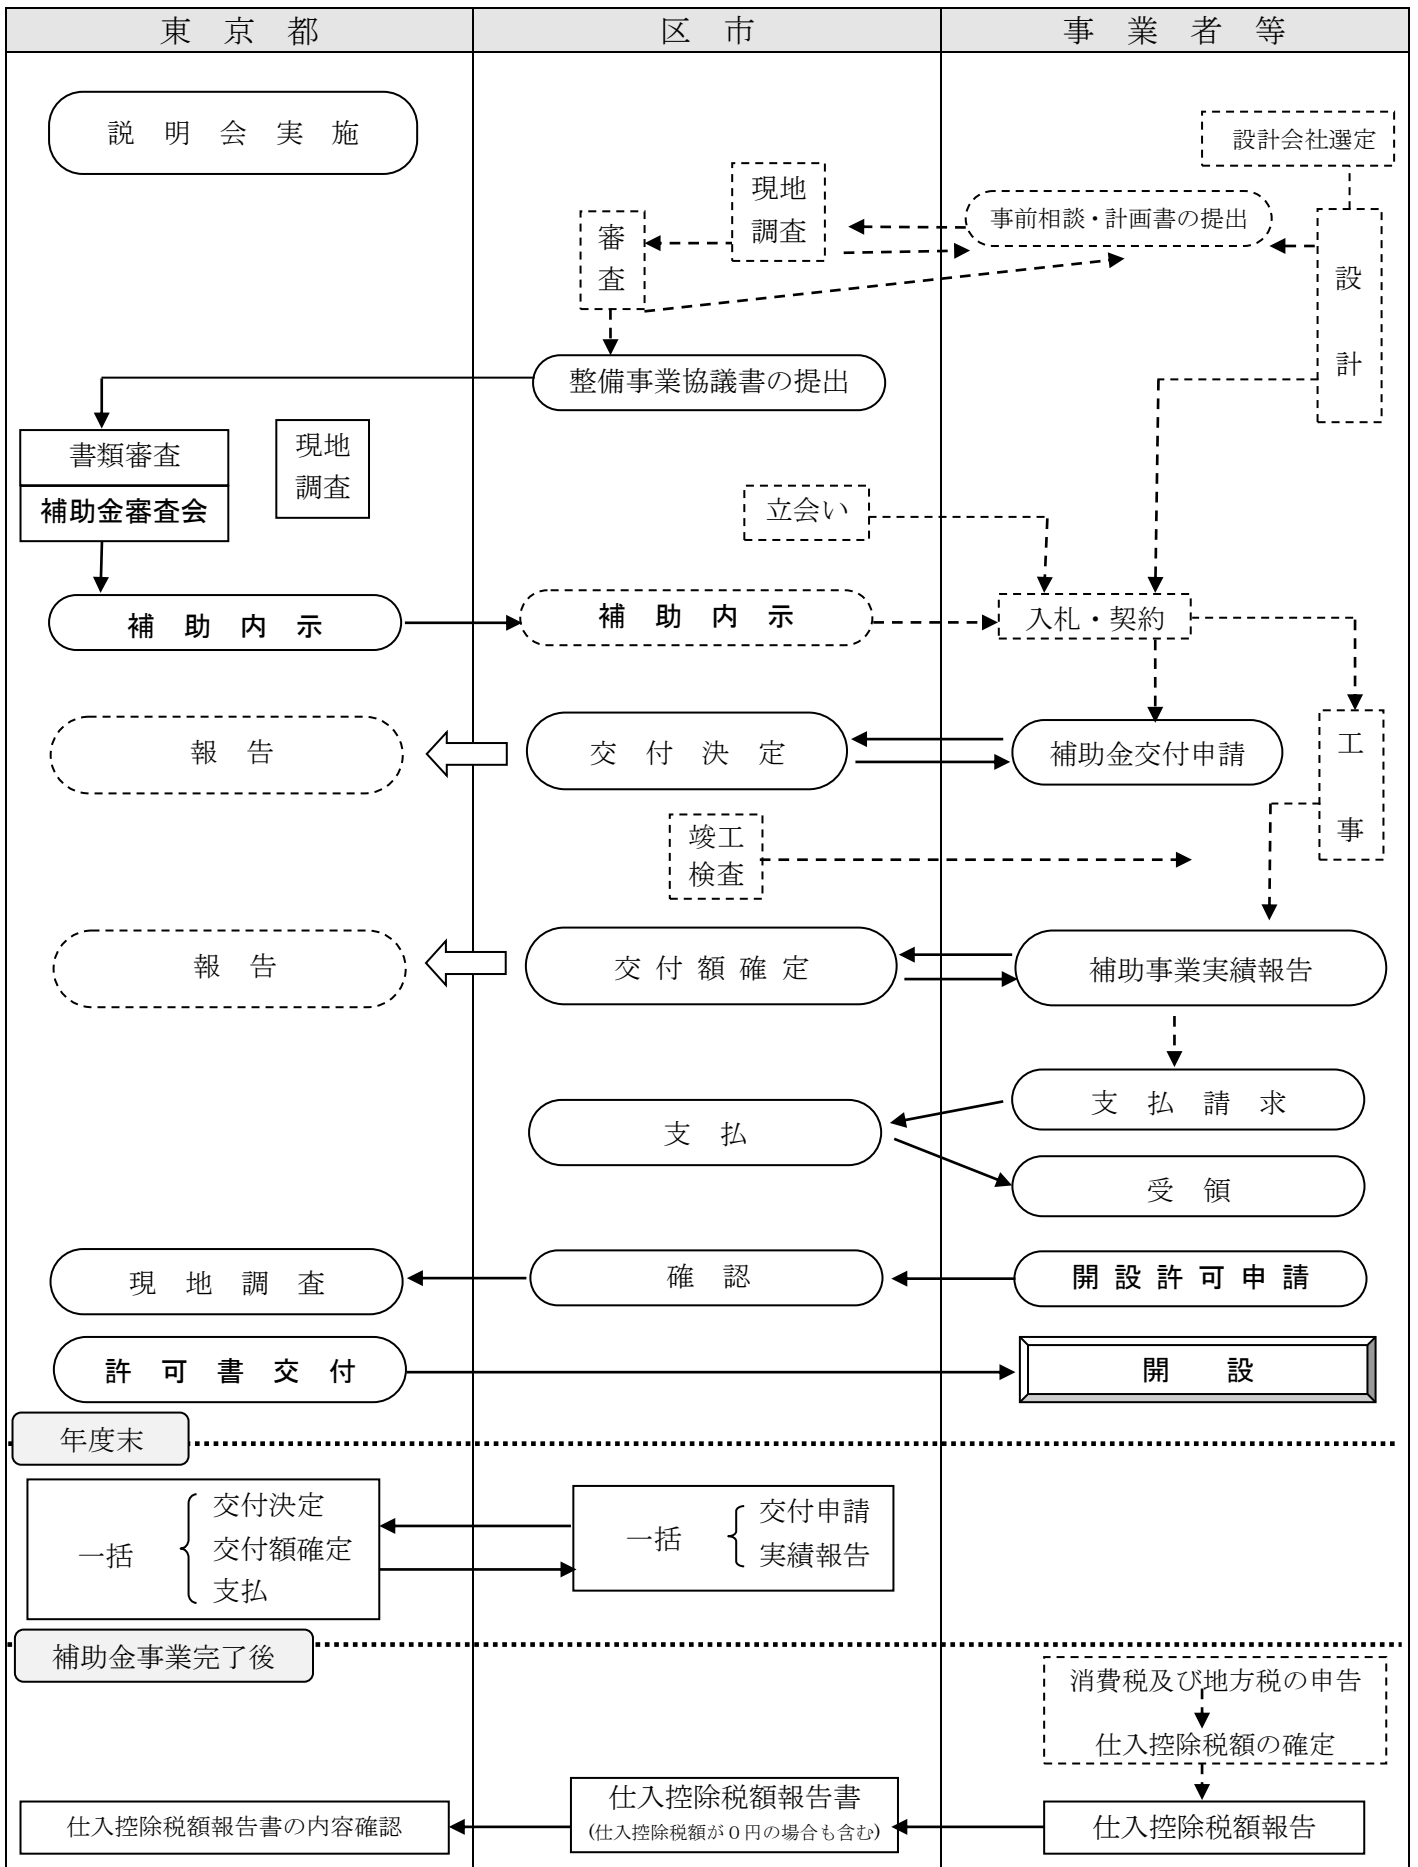 東　京　都
区　市
事　業　者　等
説　明　会　実　施
設計会社選定
現地
調査
事前相談・計画書の提出
審
査
設
計
整備事業協議書の提出
書類審査
補助金審査会
現地
調査
立会い
補　助　内　示
補　助　内　示
入札・契約
報　告
交　付　決　定
補助金交付申請
工
事
竣工
検査
報　告
交 付 額 確 定
補助事業実績報告
支　払　請　求
支　払
受　領
現　地　調　査
確　認
開 設 許 可 申 請
許　可　書　交　付
開　　設
年度末
一括
交付決定
交付額確定
支払
一括
交付申請
実績報告
補助金事業完了後
消費税及び地方税の申告
仕入控除税額の確定
仕入控除税額報告書の内容確認
仕入控除税額報告書
(仕入控除税額が０円の場合も含む)
仕入控除税額報告